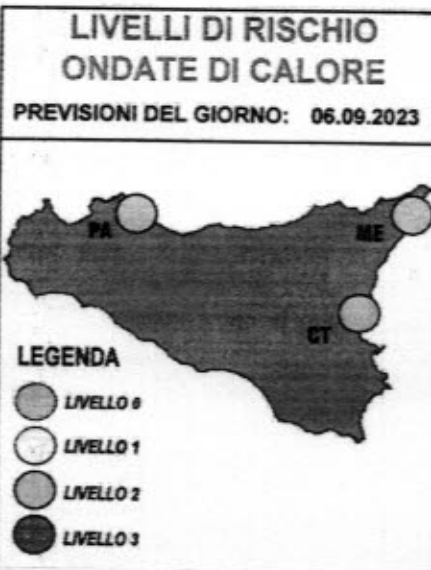 LIVELLI DI RISCHIO
ONDATE DI CALORE
PREVISIONI DEL GIORNO: 06.09.2023
PA
ME
CT
LEGENDA
LIVELLO 0
LIVELLO 1
LIVELLO 2
LIVELLO 3